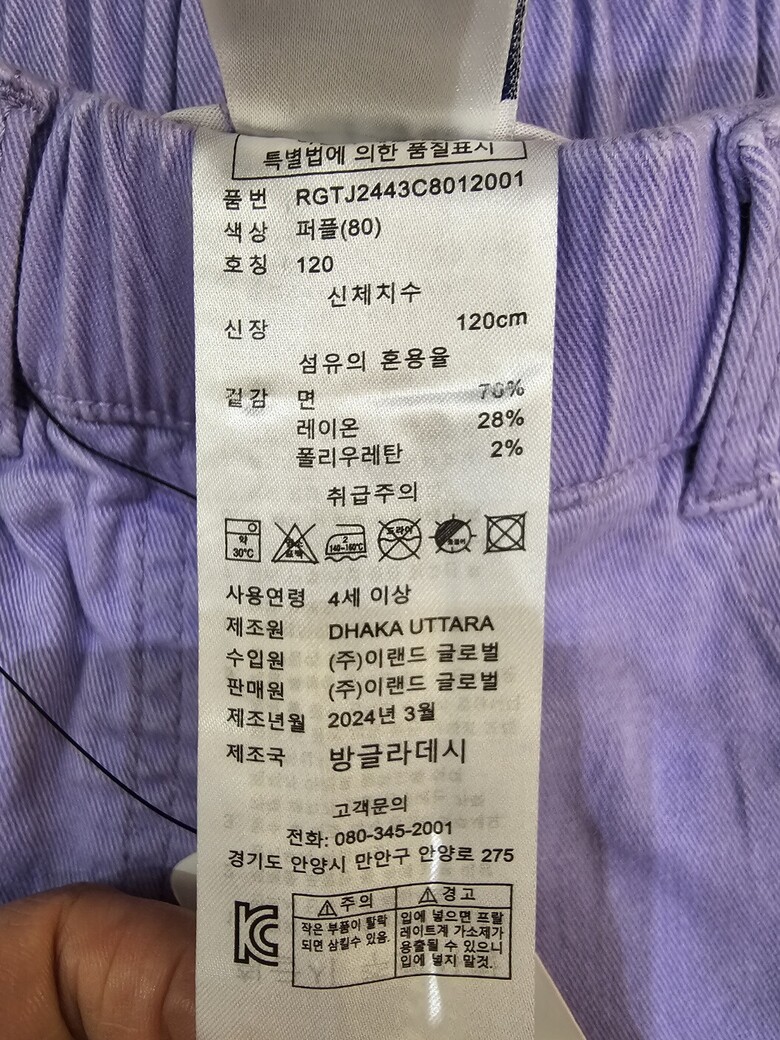 특별법에 의한 품질표시
품번 RGTJ2443C8012001
색상 퍼플(80)
호칭 120
신체치수
신장 120cm
섬유의 혼용율
겉감 면 70%
레이온 28%
폴리우레탄 2%
취급주의
약 30℃ 2 140~160℃ 드라이
사용연령 4세 이상
제조원 DHAKA UTTARA
수입원 (주)이랜드 글로벌
판매원 (주)이랜드 글로벌
제조년월 2024년 3월
제조국 방글라데시
고객문의
전화: 080-345-2001
경기도 안양시 만안구 안양로 275
주의
작은 부품이 탈락
되면 삼킬수 있음.
경고
입에 넣으면 프탈
레이트계 가소제가
용출될 수 있으니
입에 넣지 말것.